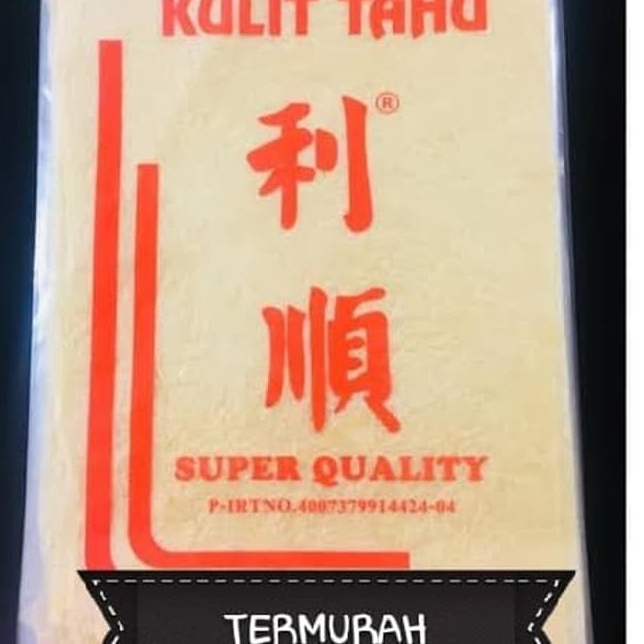 KULIT TAHU
利®
順
SUPER QUALITY
P-IRTNO.4007379914424-04
TERMURAH